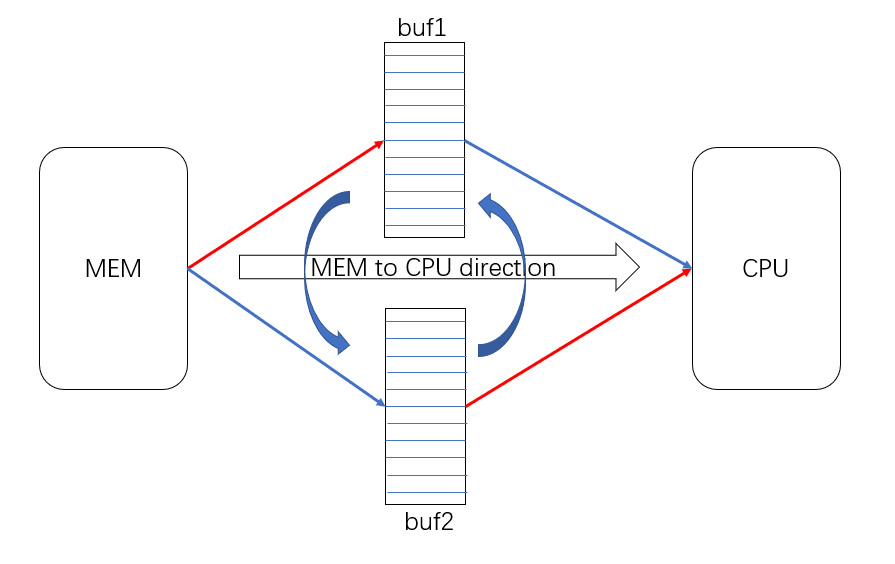 buf1
MEM
MEM to CPU direction
CPU
buf2